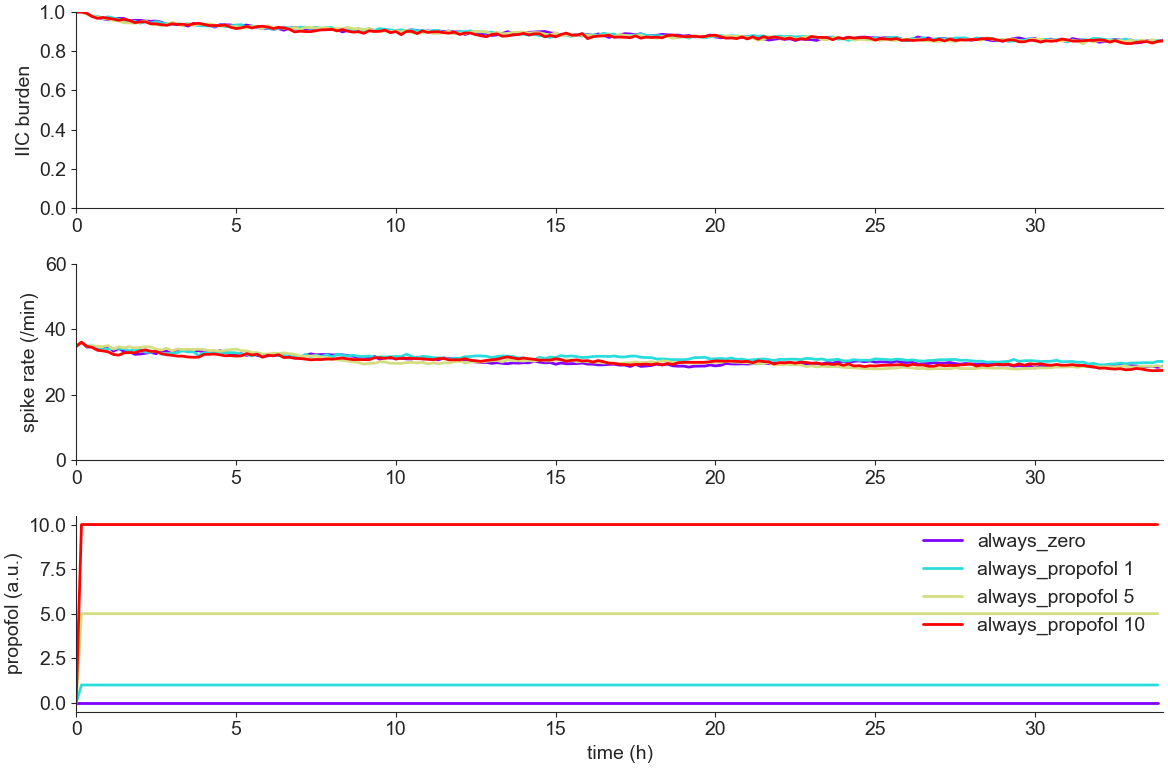 1.0
0.8
0.6
0.4
0.2
0.0
IIC burden
0 5 10 15 20 25 30
60
40
20
0
spike rate (/min)
0 5 10 15 20 25 30
10.0
7.5
5.0
2.5
0.0
propofol (a.u.)
always_zero
always_propofol 1
always_propofol 5
always_propofol 10
0 5 10 15 20 25 30
time (h)